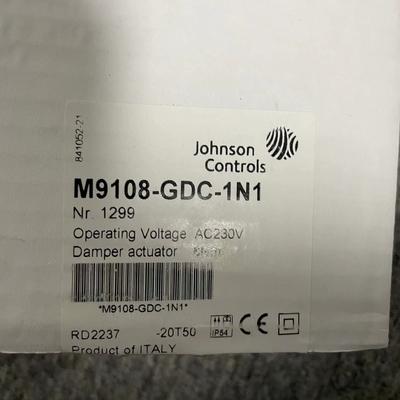 841052-21
Johnson
Controls
M9108-GDC-1N1
Nr. 1299
Operating Voltage AC230V
Damper actuator
*M9108-GDC-1N1*
RD2237 -20T50 IP54 CE
Product of ITALY